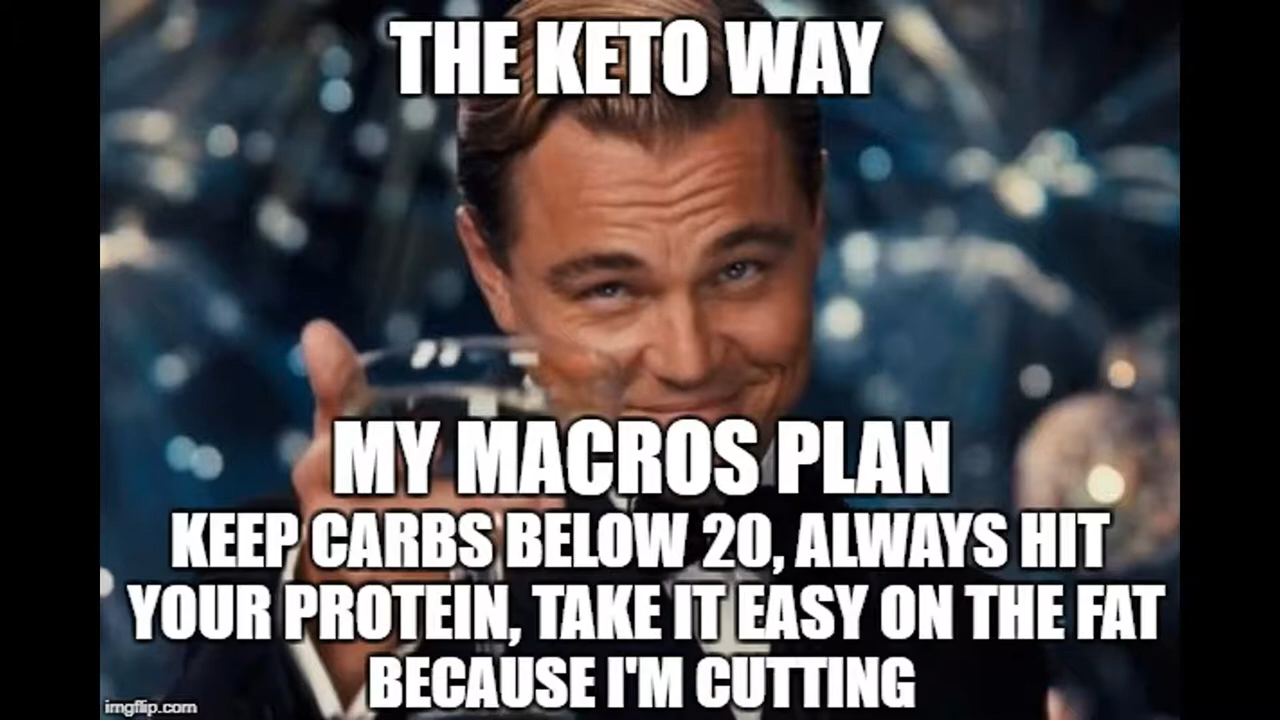 THE KETO WAY
MY MACROS PLAN
KEEP CARBS BELOW 20, ALWAYS HIT
YOUR PROTEIN, TAKE IT EASY ON THE FAT
BECAUSE I'M CUTTING
imgflip.com